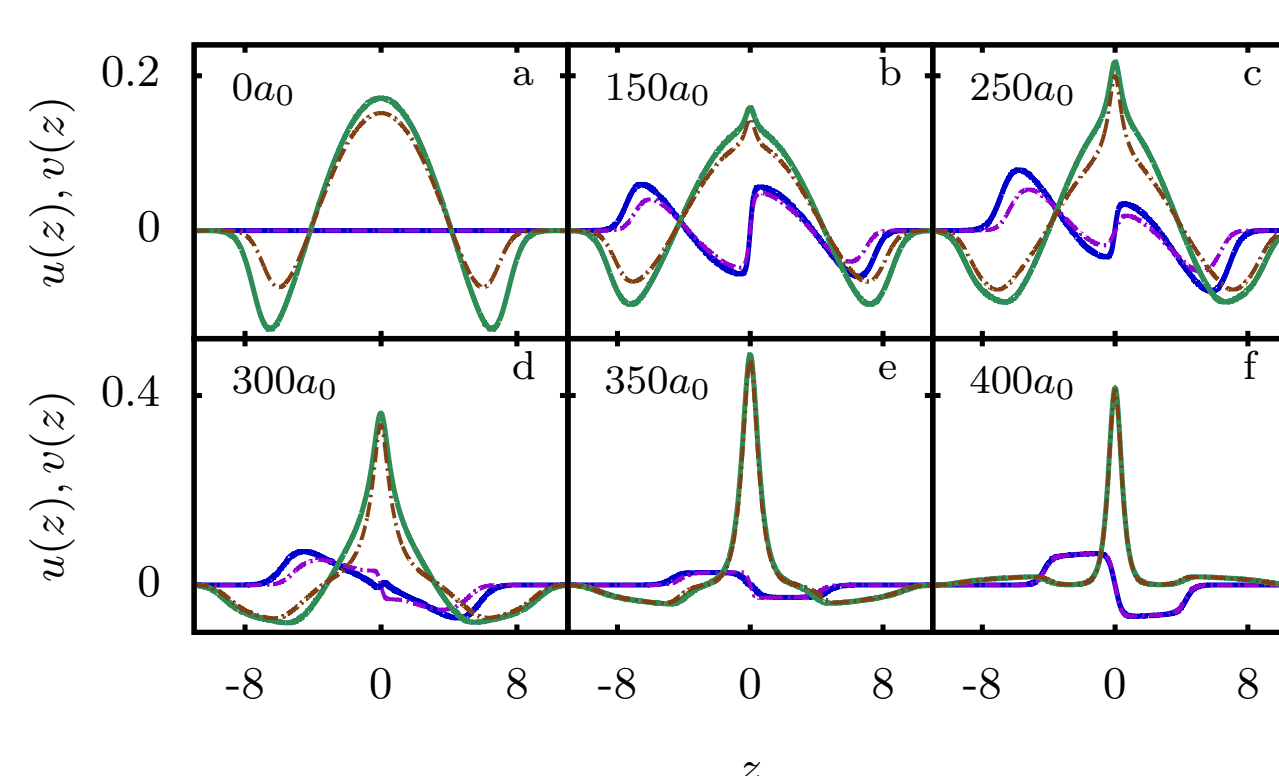 0.2 0a₀ a 150a₀ b 250a₀ c
u(z), v(z)
0
0.4 300a₀ d 350a₀ e 400a₀ f
u(z), v(z)
0
-8 0 8 -8 0 8 -8 0 8
z